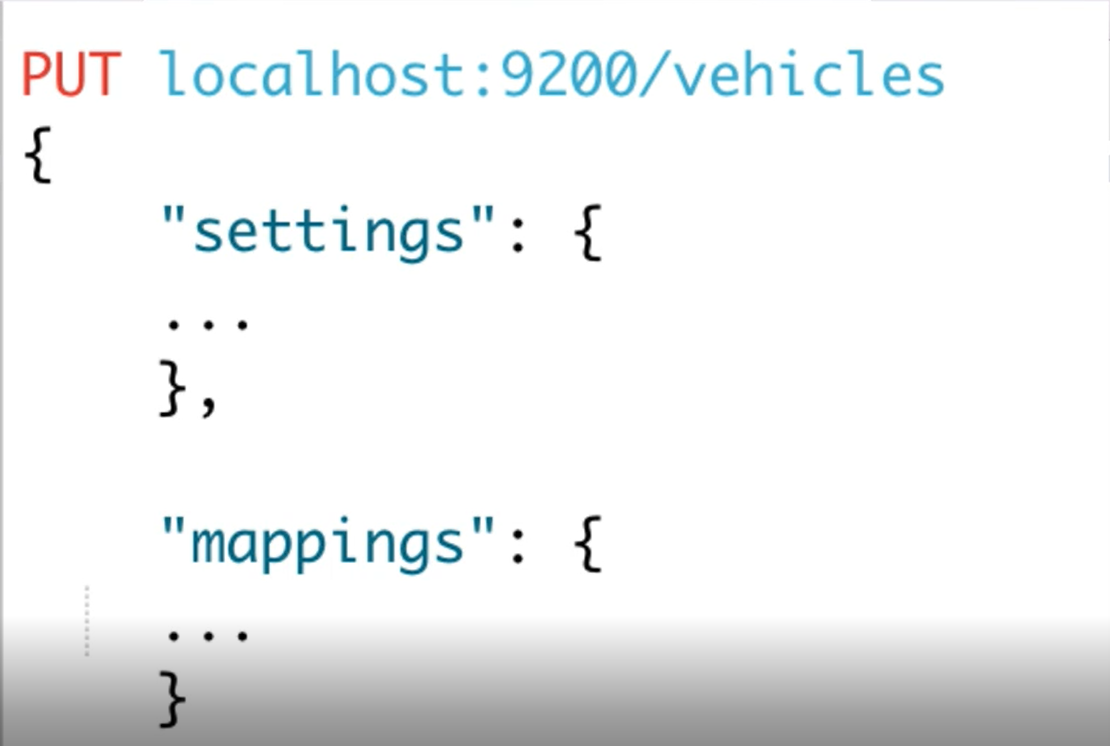 PUT localhost:9200/vehicles
{
"settings": {
...
},
"mappings": {
...
}